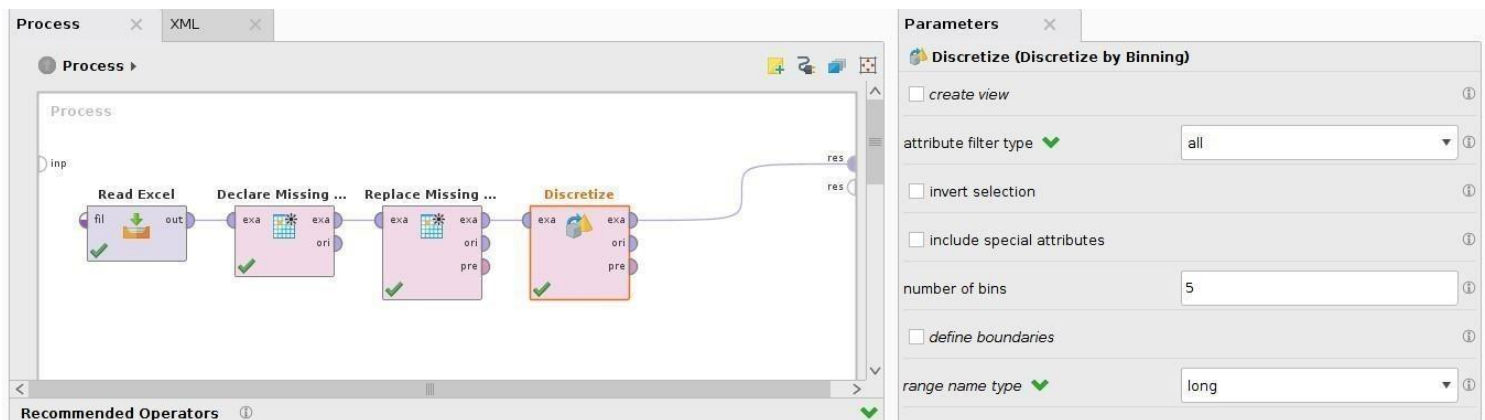 Process XML
Process
Process
inp
res
res
Read Excel Declare Missing ... Replace Missing ... Discretize
fil out exa exa exa exa exa exa
ori ori ori
pre pre
Recommended Operators
Parameters
Discretize (Discretize by Binning)
create view
attribute filter type all
invert selection
include special attributes
number of bins 5
define boundaries
range name type long